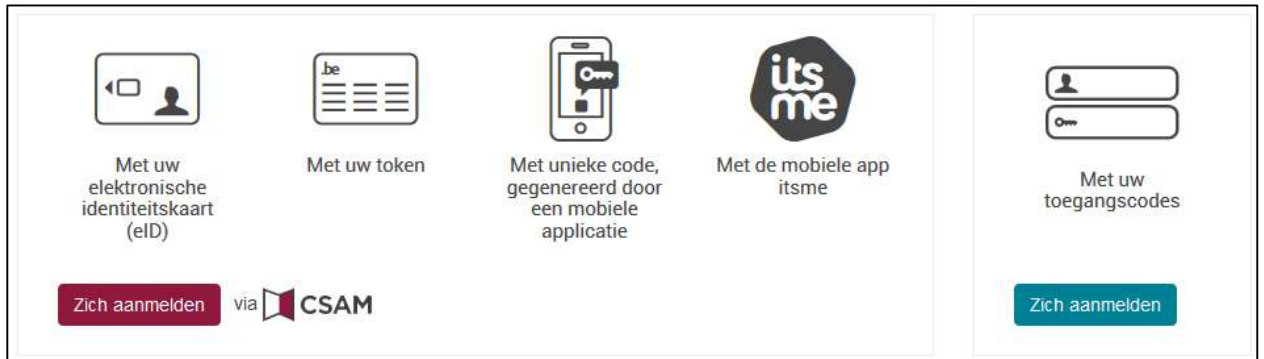 .be
its
me
Met uw
elektronische
identiteitskaart
(eID)
Met uw token
Met unieke code,
gegenereerd door
een mobiele
applicatie
Met de mobiele app
itsme
Zich aanmelden via CSAM
Met uw
toegangscodes
Zich aanmelden